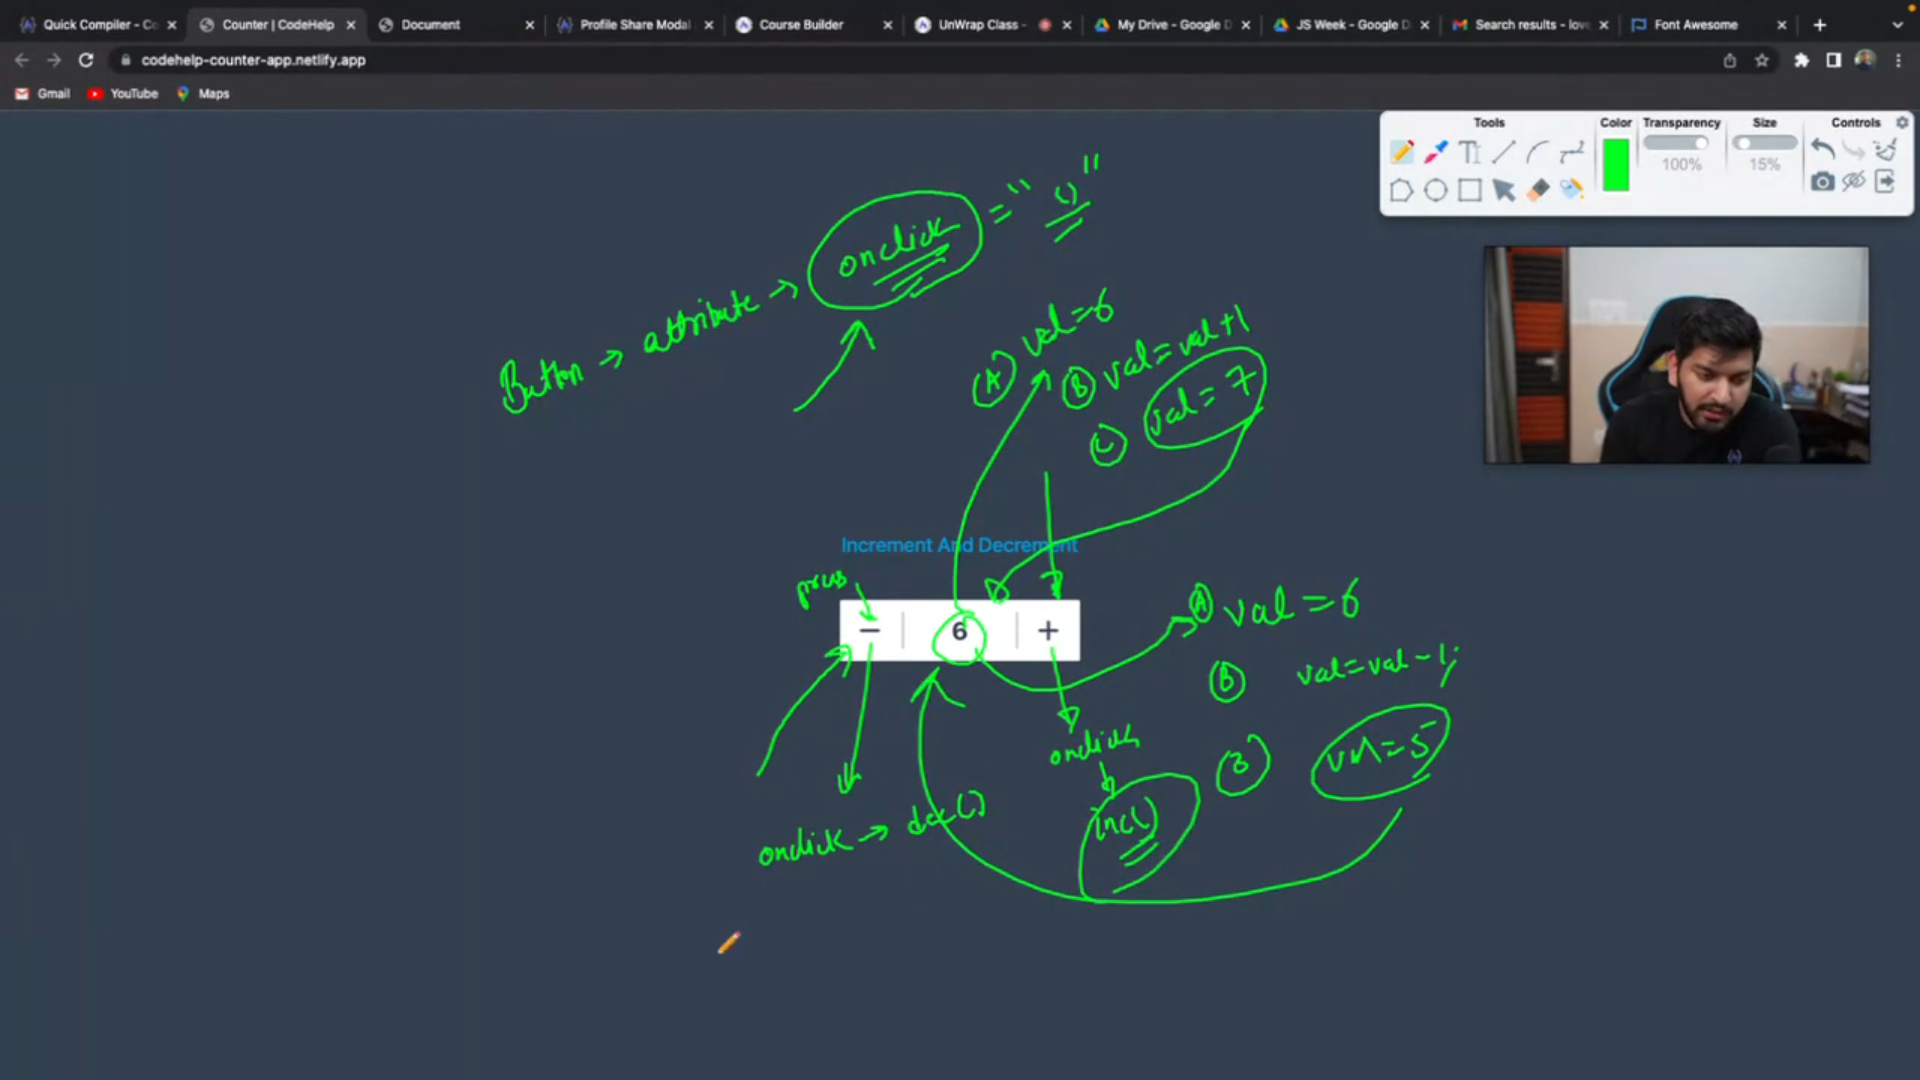 Quick Compiler - Co
Counter | CodeHelp
Document
Profile Share Modal
Course Builder
UnWrap Class -
My Drive - Google D
JS Week - Google D
Search results - love
Font Awesome
codehelp-counter-app.netlify.app
Gmail
YouTube
Maps
Tools
Color
Transparency
Size
Controls
100%
15%
Button → attribute → onclick = " () "
A val = 6
B val = val + 1
C val = 7
Increment And Decrement
press
− 6 +
A val = 6
B val = val - 1;
3 val = 5
onclick
inc()
onclick → dec()